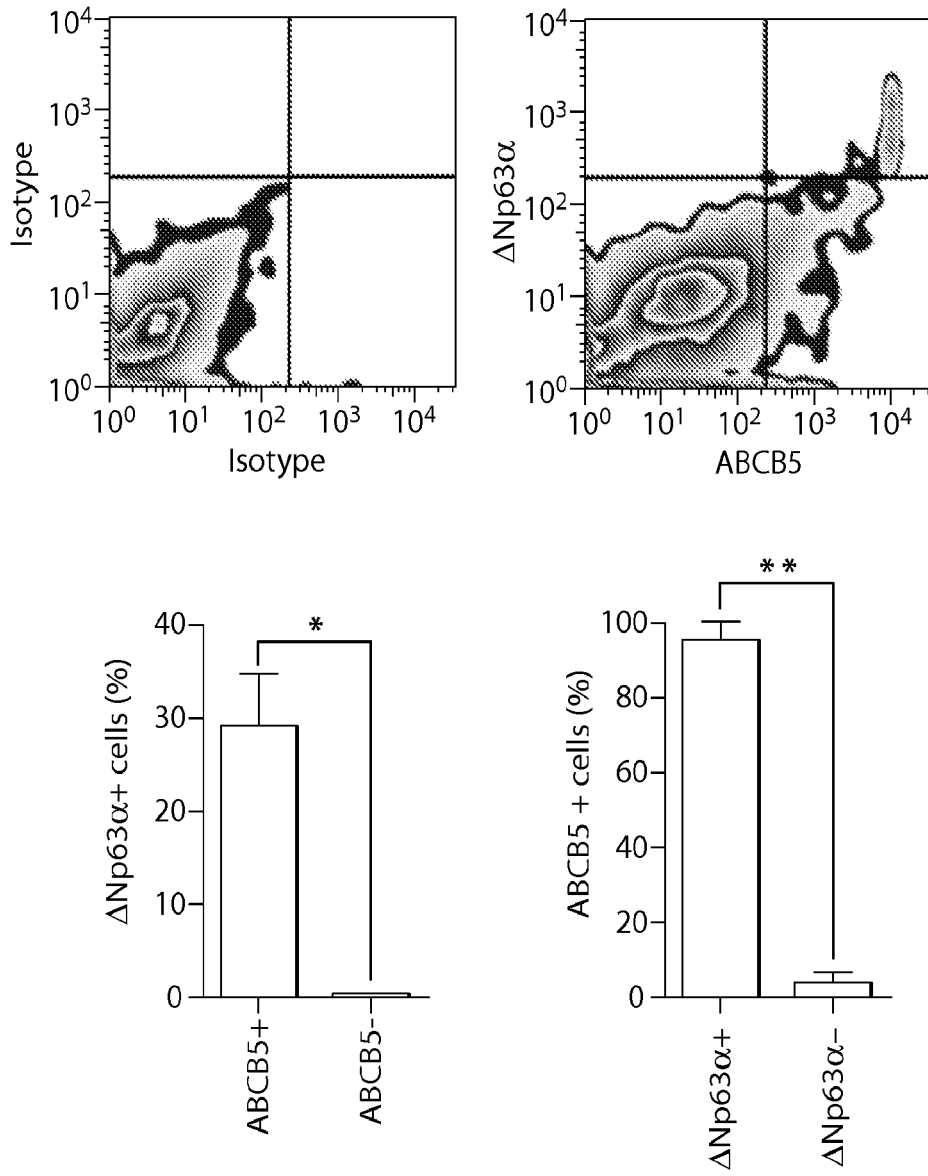 Isotype
10⁴
10³
10²
10¹
10⁰
10⁰ 10¹ 10² 10³ 10⁴
Isotype
ΔNp63α
10⁴
10³
10²
10¹
10⁰
10⁰ 10¹ 10² 10³ 10⁴
ABCB5
ΔNp63α+ cells (%)
40
30
20
10
0
*
ABCB5+
ABCB5-
ABCB5 + cells (%)
100
80
60
40
20
0
**
ΔNp63α+
ΔNp63α-